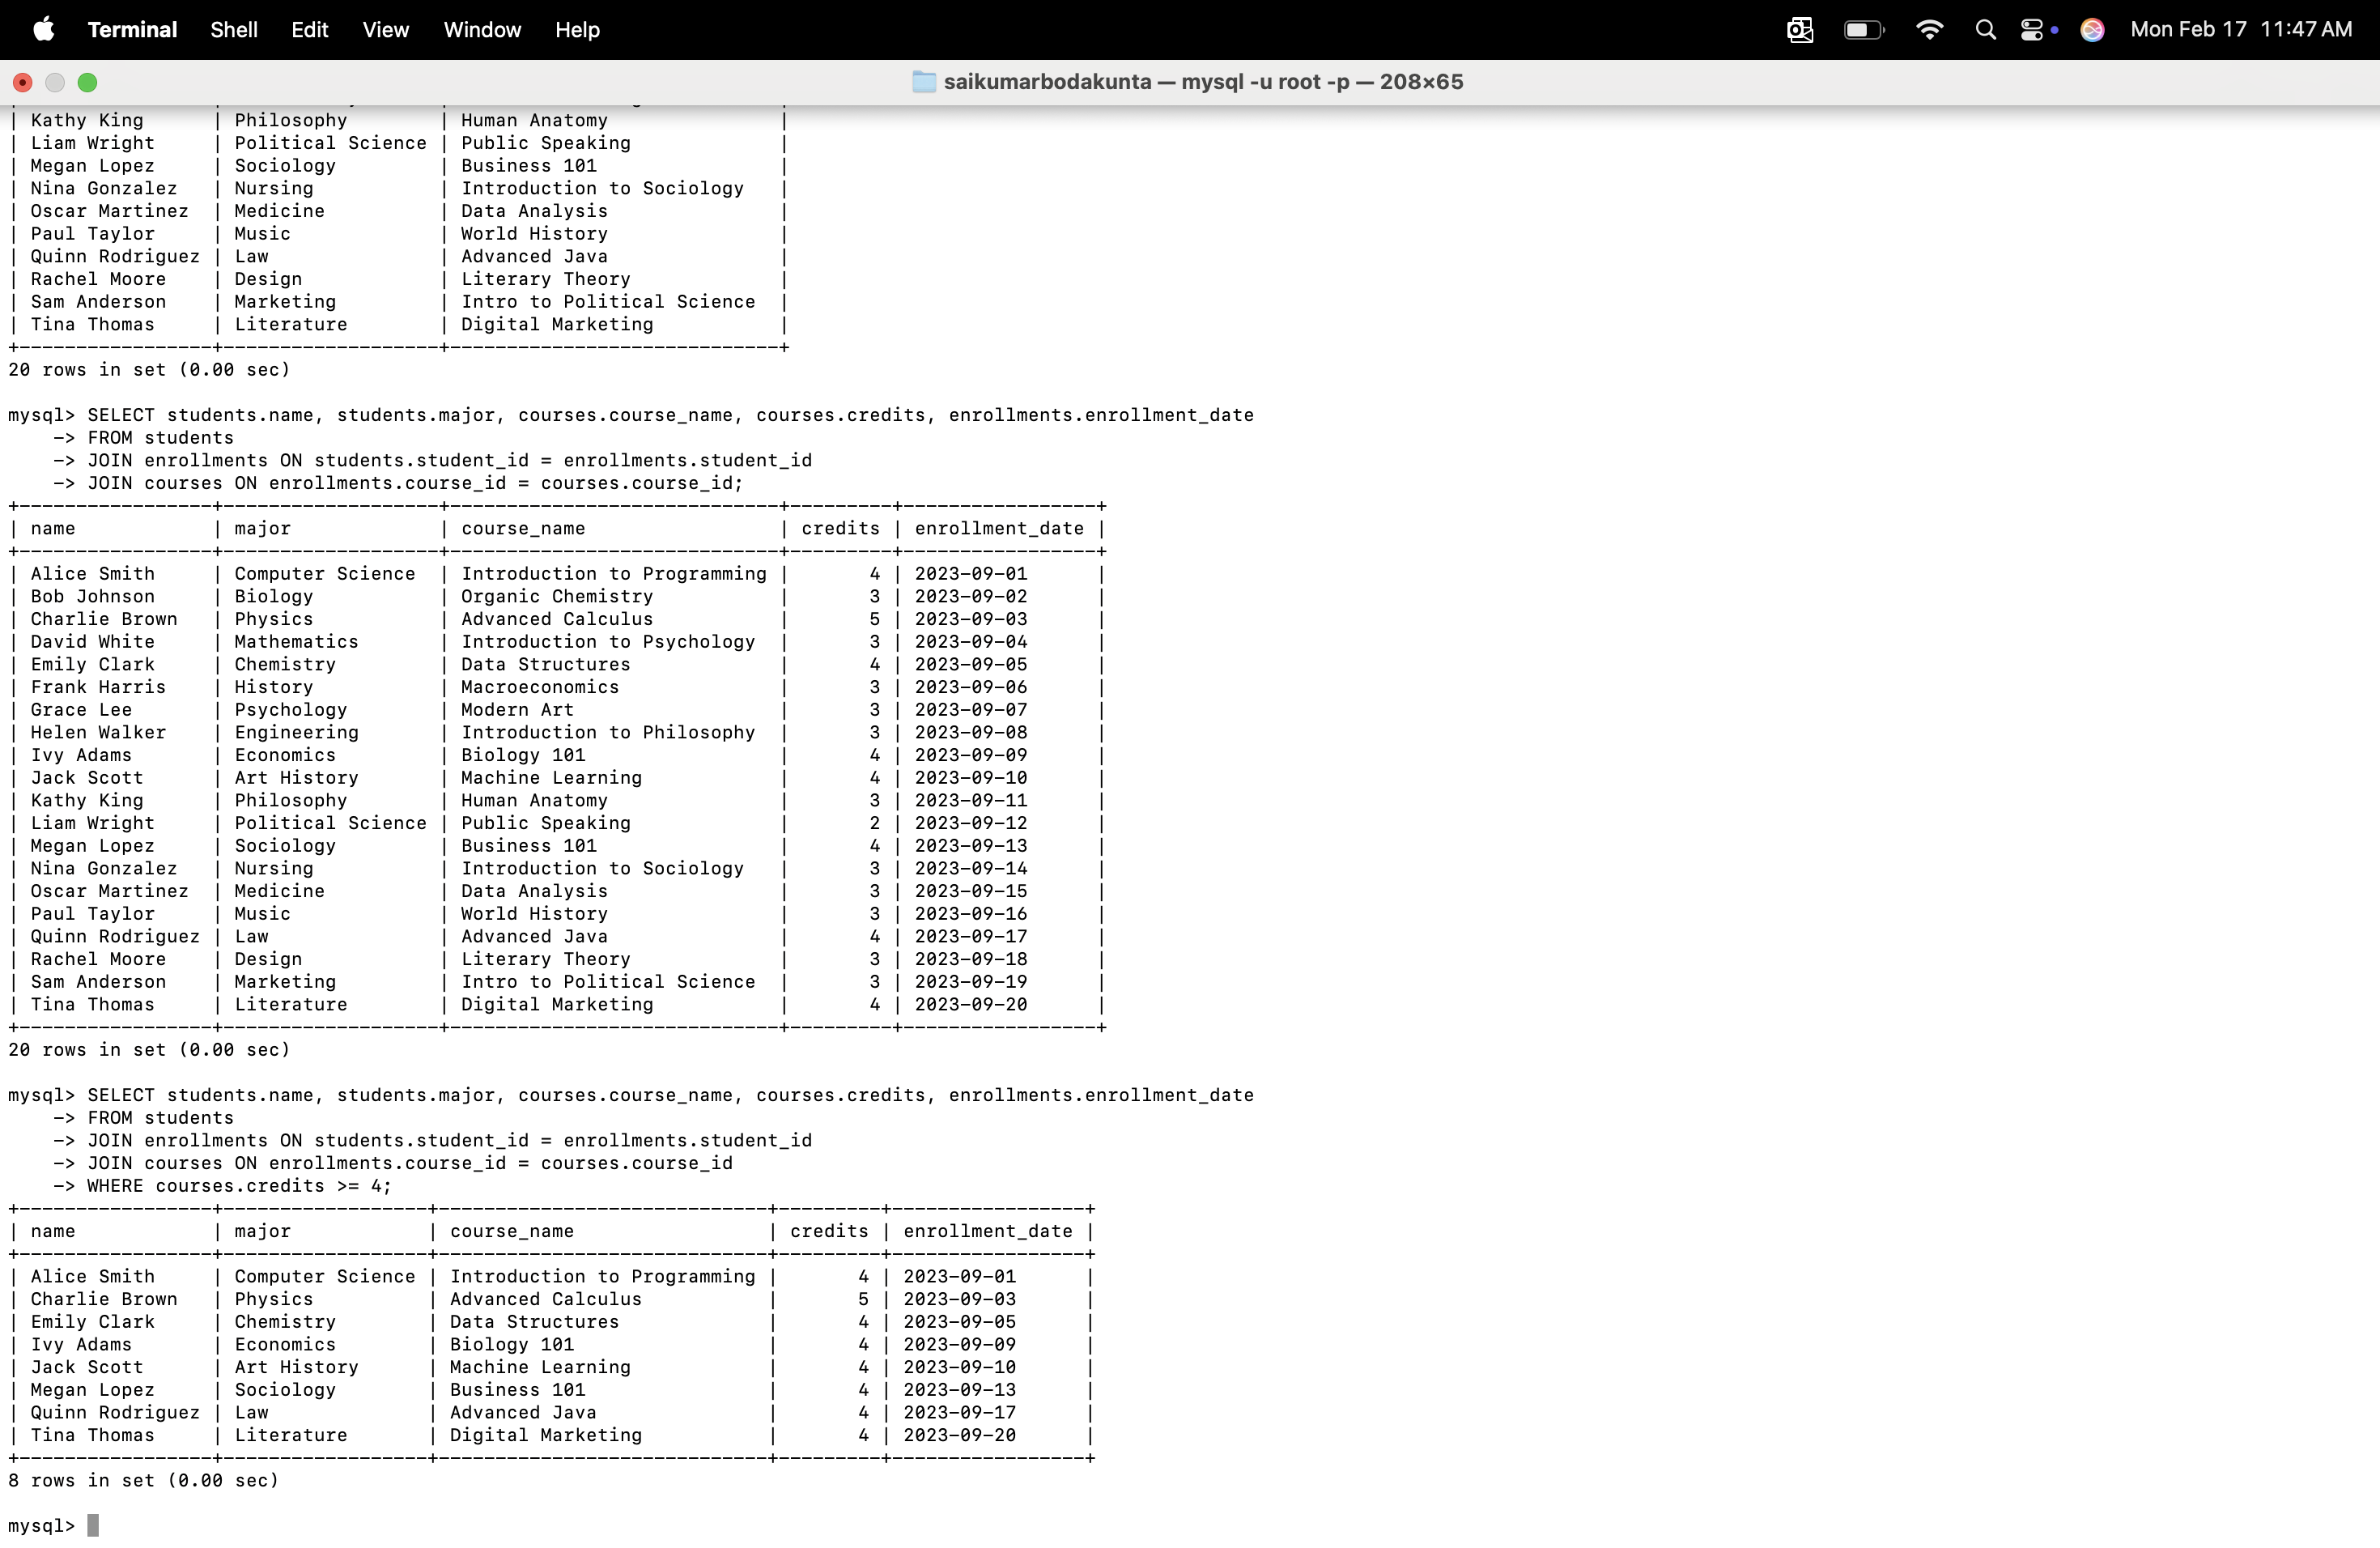 Terminal Shell Edit View Window Help Mon Feb 17 11:47 AM
saikumarbodakunta — mysql -u root -p — 208×65
| Kathy King      | Philosophy        | Human Anatomy               |
| Liam Wright     | Political Science | Public Speaking             |
| Megan Lopez     | Sociology         | Business 101                |
| Nina Gonzalez   | Nursing           | Introduction to Sociology   |
| Oscar Martinez  | Medicine          | Data Analysis               |
| Paul Taylor     | Music             | World History               |
| Quinn Rodriguez | Law               | Advanced Java               |
| Rachel Moore    | Design            | Literary Theory             |
| Sam Anderson    | Marketing         | Intro to Political Science  |
| Tina Thomas     | Literature        | Digital Marketing           |
+-----------------+-------------------+-----------------------------+
20 rows in set (0.00 sec)
mysql> SELECT students.name, students.major, courses.course_name, courses.credits, enrollments.enrollment_date
    -> FROM students
    -> JOIN enrollments ON students.student_id = enrollments.student_id
    -> JOIN courses ON enrollments.course_id = courses.course_id;
+-----------------+-------------------+-----------------------------+---------+-----------------+
| name            | major             | course_name                 | credits | enrollment_date |
+-----------------+-------------------+-----------------------------+---------+-----------------+
| Alice Smith     | Computer Science  | Introduction to Programming |       4 | 2023-09-01      |
| Bob Johnson     | Biology           | Organic Chemistry           |       3 | 2023-09-02      |
| Charlie Brown   | Physics           | Advanced Calculus           |       5 | 2023-09-03      |
| David White     | Mathematics       | Introduction to Psychology  |       3 | 2023-09-04      |
| Emily Clark     | Chemistry         | Data Structures             |       4 | 2023-09-05      |
| Frank Harris    | History           | Macroeconomics              |       3 | 2023-09-06      |
| Grace Lee       | Psychology        | Modern Art                  |       3 | 2023-09-07      |
| Helen Walker    | Engineering       | Introduction to Philosophy  |       3 | 2023-09-08      |
| Ivy Adams       | Economics         | Biology 101                 |       4 | 2023-09-09      |
| Jack Scott      | Art History       | Machine Learning            |       4 | 2023-09-10      |
| Kathy King      | Philosophy        | Human Anatomy               |       3 | 2023-09-11      |
| Liam Wright     | Political Science | Public Speaking             |       2 | 2023-09-12      |
| Megan Lopez     | Sociology         | Business 101                |       4 | 2023-09-13      |
| Nina Gonzalez   | Nursing           | Introduction to Sociology   |       3 | 2023-09-14      |
| Oscar Martinez  | Medicine          | Data Analysis               |       3 | 2023-09-15      |
| Paul Taylor     | Music             | World History               |       3 | 2023-09-16      |
| Quinn Rodriguez | Law               | Advanced Java               |       4 | 2023-09-17      |
| Rachel Moore    | Design            | Literary Theory             |       3 | 2023-09-18      |
| Sam Anderson    | Marketing         | Intro to Political Science  |       3 | 2023-09-19      |
| Tina Thomas     | Literature        | Digital Marketing           |       4 | 2023-09-20      |
+-----------------+-------------------+-----------------------------+---------+-----------------+
20 rows in set (0.00 sec)
mysql> SELECT students.name, students.major, courses.course_name, courses.credits, enrollments.enrollment_date
    -> FROM students
    -> JOIN enrollments ON students.student_id = enrollments.student_id
    -> JOIN courses ON enrollments.course_id = courses.course_id
    -> WHERE courses.credits >= 4;
+-----------------+------------------+-----------------------------+---------+-----------------+
| name            | major            | course_name                 | credits | enrollment_date |
+-----------------+------------------+-----------------------------+---------+-----------------+
| Alice Smith     | Computer Science | Introduction to Programming |       4 | 2023-09-01      |
| Charlie Brown   | Physics          | Advanced Calculus           |       5 | 2023-09-03      |
| Emily Clark     | Chemistry        | Data Structures             |       4 | 2023-09-05      |
| Ivy Adams       | Economics        | Biology 101                 |       4 | 2023-09-09      |
| Jack Scott      | Art History      | Machine Learning            |       4 | 2023-09-10      |
| Megan Lopez     | Sociology        | Business 101                |       4 | 2023-09-13      |
| Quinn Rodriguez | Law              | Advanced Java               |       4 | 2023-09-17      |
| Tina Thomas     | Literature       | Digital Marketing           |       4 | 2023-09-20      |
+-----------------+------------------+-----------------------------+---------+-----------------+
8 rows in set (0.00 sec)
mysql>